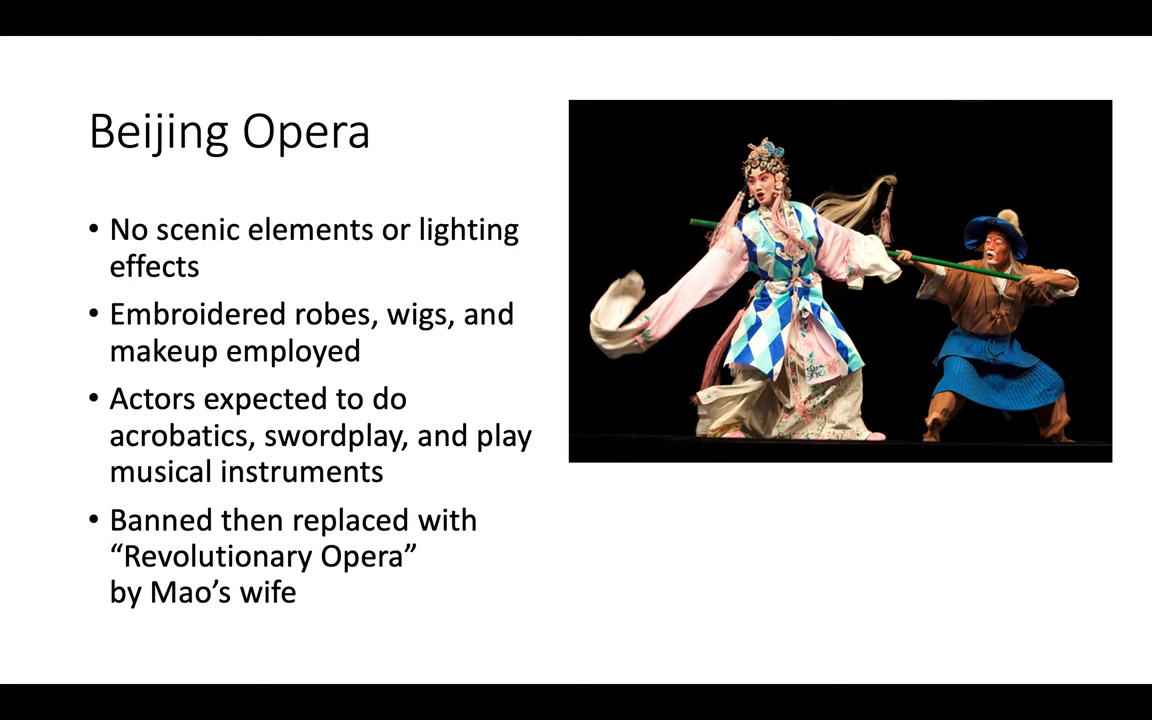 Beijing Opera
• No scenic elements or lighting
effects
• Embroidered robes, wigs, and
makeup employed
• Actors expected to do
acrobatics, swordplay, and play
musical instruments
• Banned then replaced with
“Revolutionary Opera”
by Mao’s wife